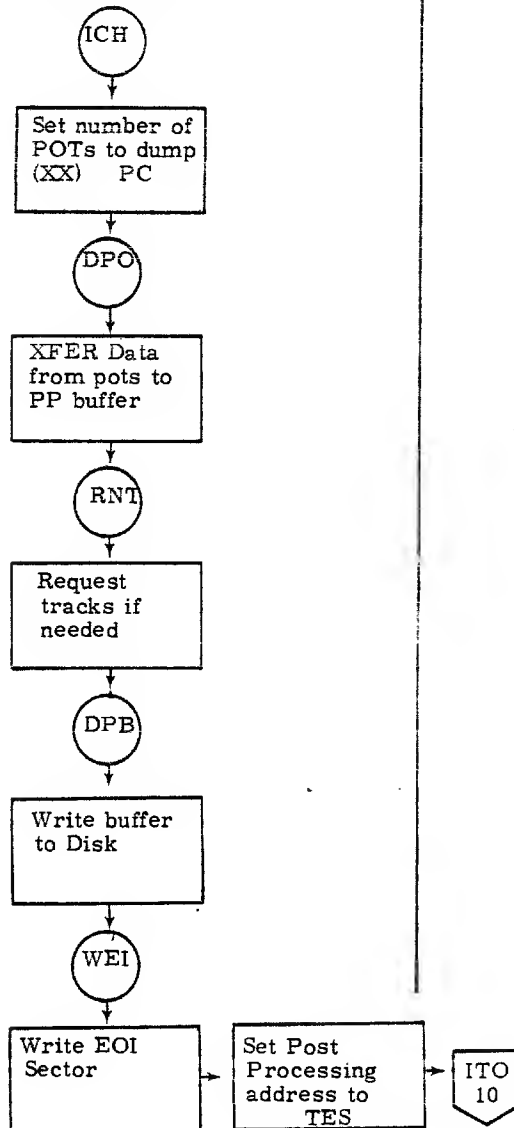 ICH
Set number of
POTs to dump
(XX) PC
DPO
XFER Data
from pots to
PP buffer
RNT
Request
tracks if
needed
DPB
Write buffer
to Disk
WEI
Write EOI
Sector
Set Post
Processing
address to
TES
ITO
10